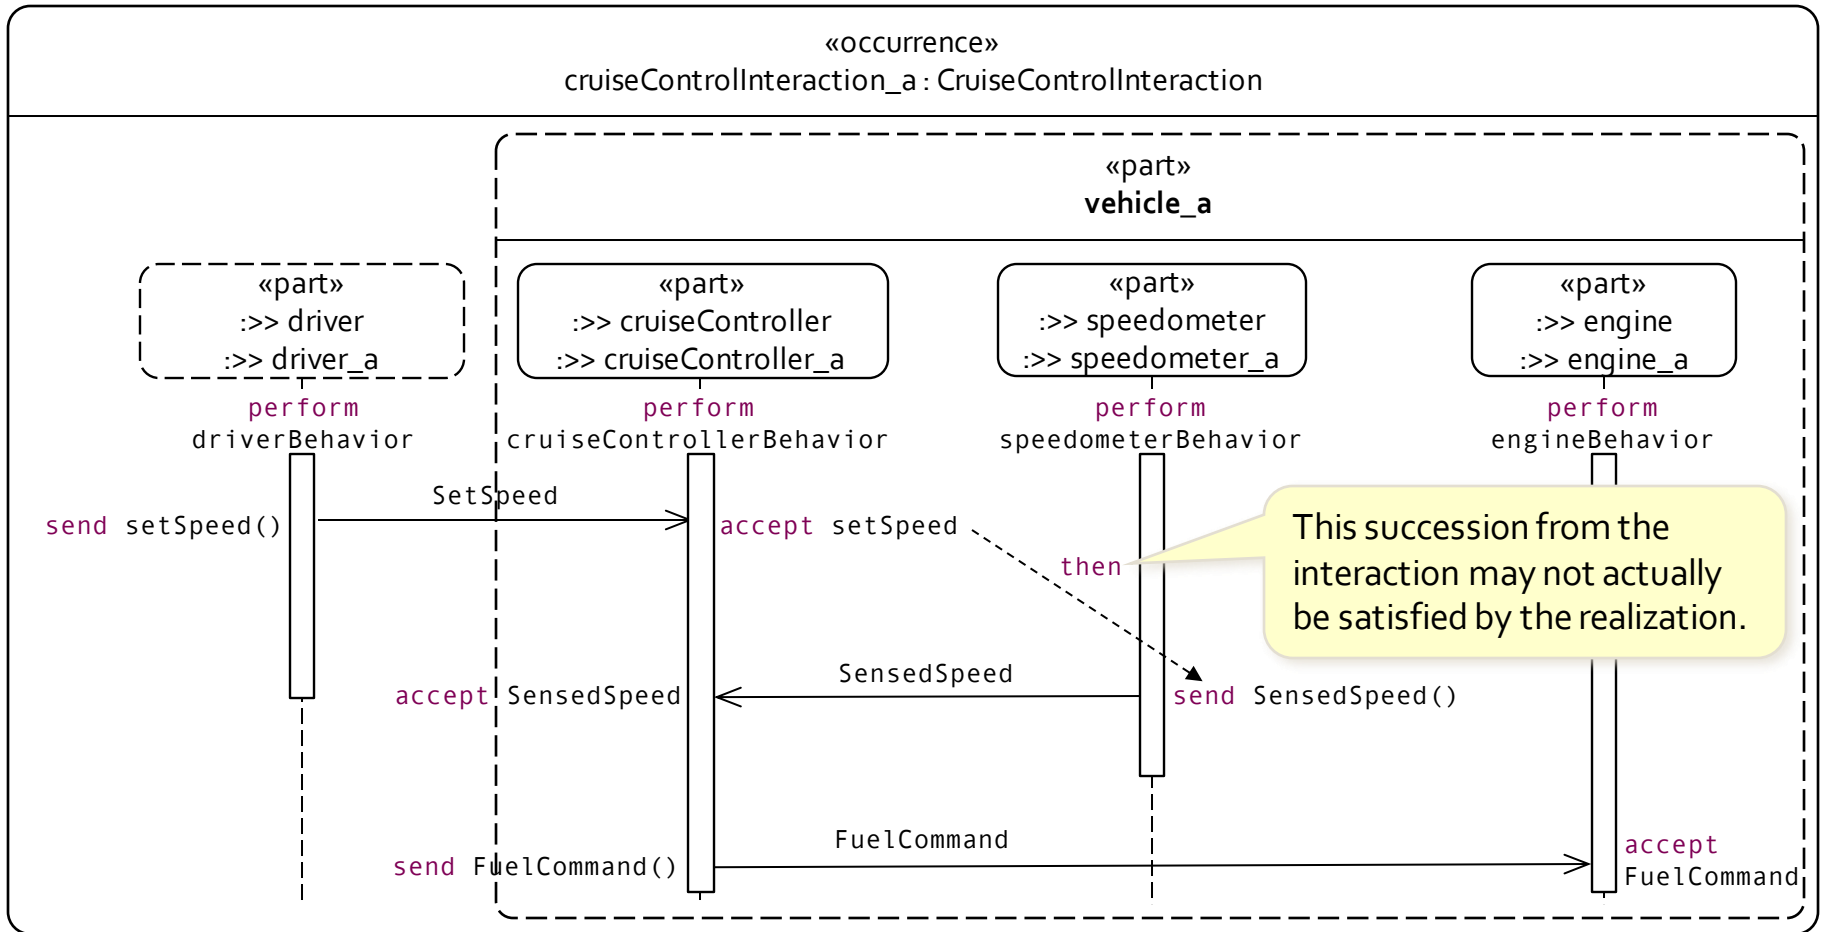 «occurrence»
cruiseControlInteraction_a : CruiseControlInteraction
«part»
vehicle_a
«part»
:>> driver
:>> driver_a
«part»
:>> cruiseController
:>> cruiseController_a
«part»
:>> speedometer
:>> speedometer_a
«part»
:>> engine
:>> engine_a
perform
driverBehavior
perform
cruiseControllerBehavior
perform
speedometerBehavior
perform
engineBehavior
SetSpeed
send setSpeed()
accept setSpeed
then
This succession from the
interaction may not actually
be satisfied by the realization.
SensedSpeed
accept SensedSpeed
send SensedSpeed()
FuelCommand
send FuelCommand()
accept
FuelCommand